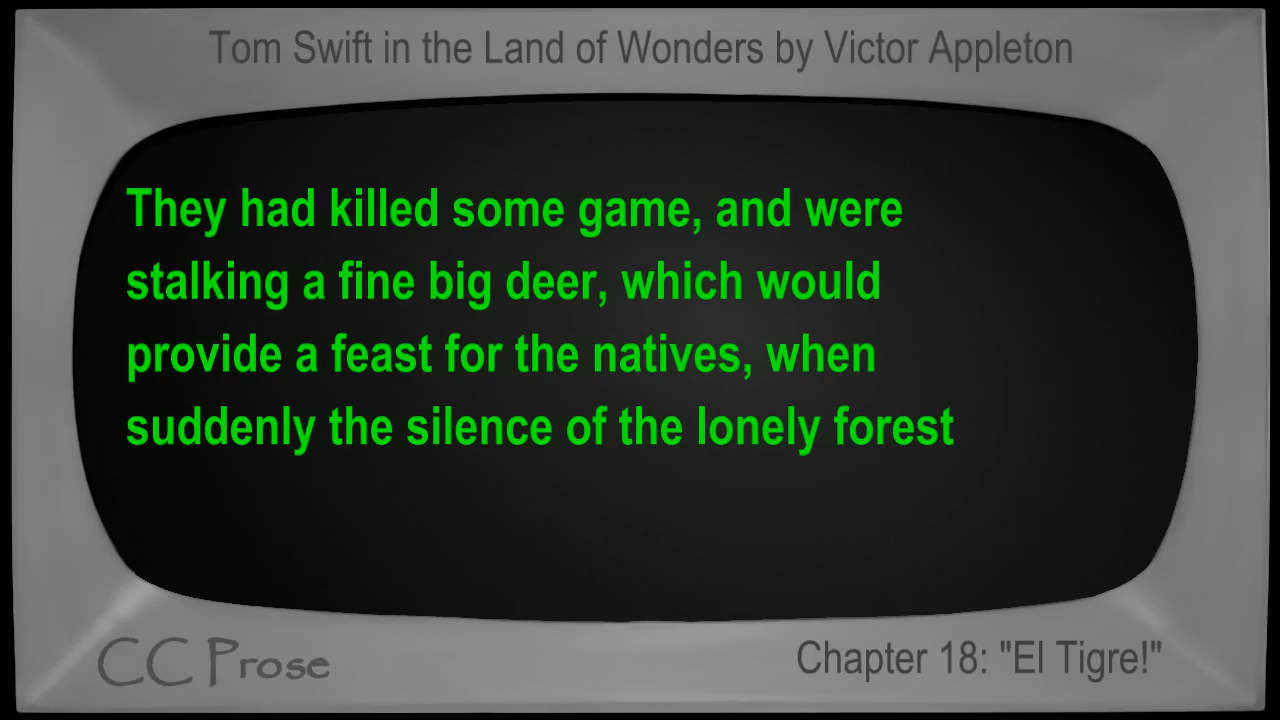 Tom Swift in the Land of Wonders by Victor Appleton
They had killed some game, and were
stalking a fine big deer, which would
provide a feast for the natives, when
suddenly the silence of the lonely forest
CC Prose
Chapter 18: "El Tigre!"